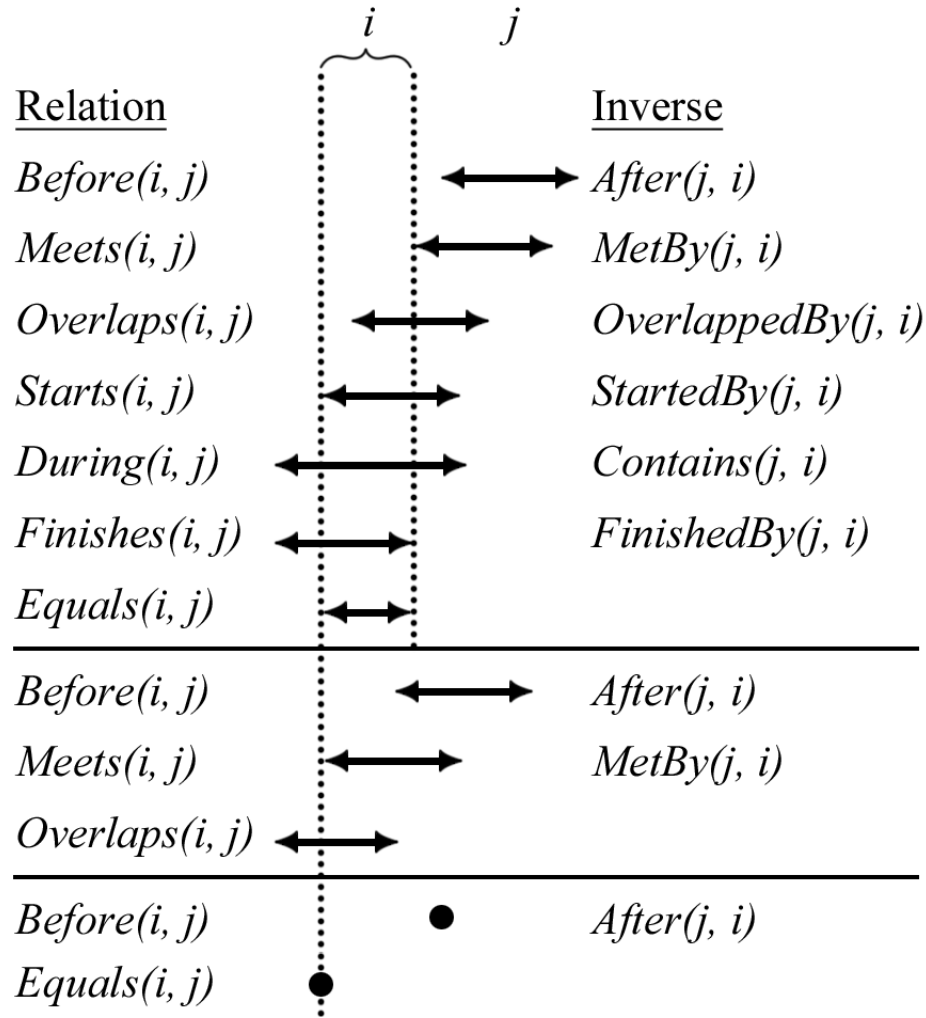 i j
Relation Inverse
Before(i, j) After(j, i)
Meets(i, j) MetBy(j, i)
Overlaps(i, j) OverlappedBy(j, i)
Starts(i, j) StartedBy(j, i)
During(i, j) Contains(j, i)
Finishes(i, j) FinishedBy(j, i)
Equals(i, j)
Before(i, j) After(j, i)
Meets(i, j) MetBy(j, i)
Overlaps(i, j)
Before(i, j) After(j, i)
Equals(i, j)